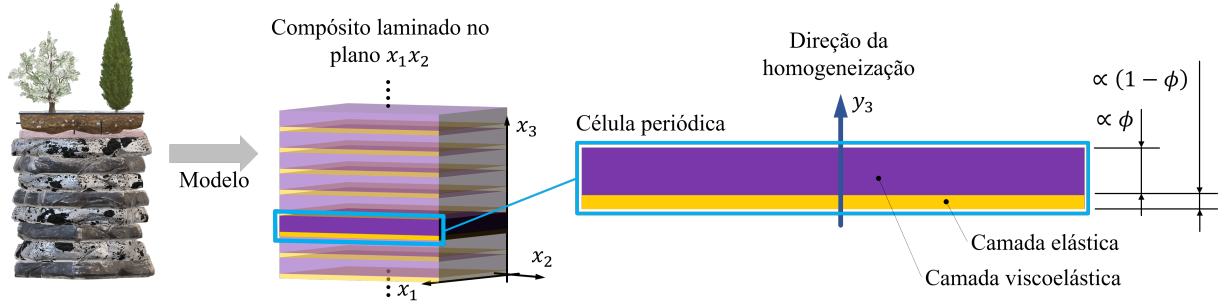 Modelo
Compósito laminado no
plano x₁x₂
x₃
x₂
x₁
Direção da
homogeneização
y₃
Célula periódica
∝ (1 − ϕ)
∝ ϕ
Camada elástica
Camada viscoelástica